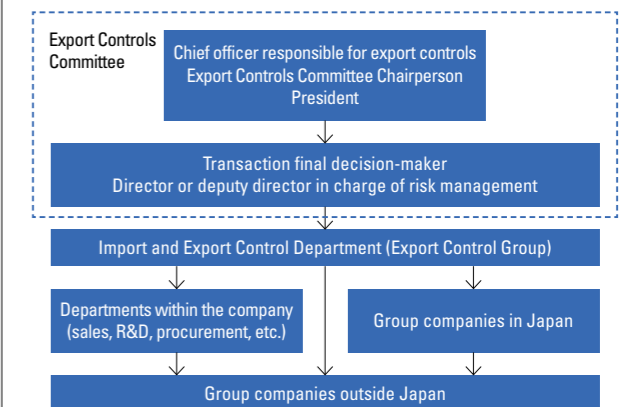 Export Controls
Committee
Chief officer responsible for export controls
Export Controls Committee Chairperson
President
Transaction final decision-maker
Director or deputy director in charge of risk management
Import and Export Control Department (Export Control Group)
Departments within the company
(sales, R&D, procurement, etc.)
Group companies in Japan
Group companies outside Japan